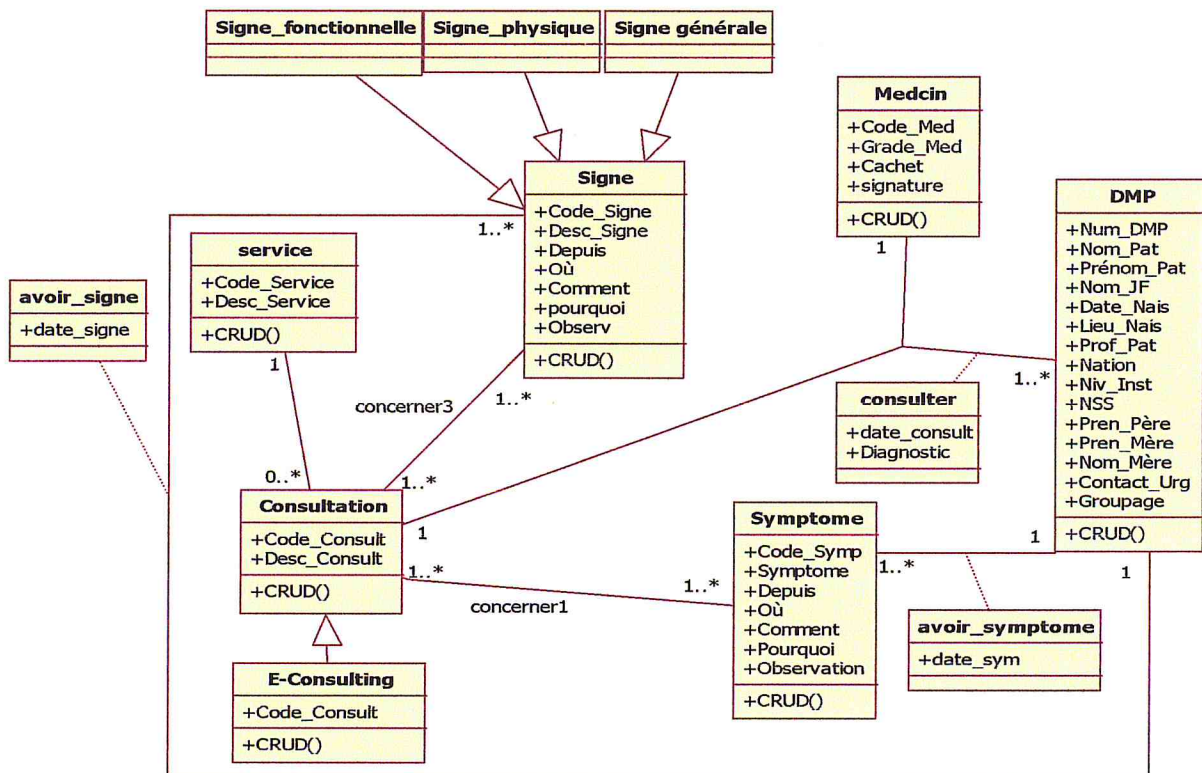 Signe_fonctionnelle
Signe_physique
Signe générale
Medcin
+Code_Med
+Grade_Med
+Cachet
+signature
+CRUD()
1
Signe
+Code_Signe
+Desc_Signe
+Depuis
+Où
+Comment
+pourquoi
+Observ
+CRUD()
1..*
1..*
DMP
+Num_DMP
+Nom_Pat
+Prénom_Pat
+Nom_JF
+Date_Nais
+Lieu_Nais
+Prof_Pat
+Nation
+Niv_Inst
+NSS
+Pren_Père
+Pren_Mère
+Nom_Mère
+Contact_Urg
+Groupage
+CRUD()
1..*
1
1
service
+Code_Service
+Desc_Service
+CRUD()
1
avoir_signe
+date_signe
concerner3
consulter
+date_consult
+Diagnostic
0..*
1..*
Consultation
+Code_Consult
+Desc_Consult
+CRUD()
1
1..*
concerner1
1..*
Symptome
+Code_Symp
+Symptome
+Depuis
+Où
+Comment
+Pourquoi
+Observation
+CRUD()
1..*
avoir_symptome
+date_sym
E-Consulting
+Code_Consult
+CRUD()